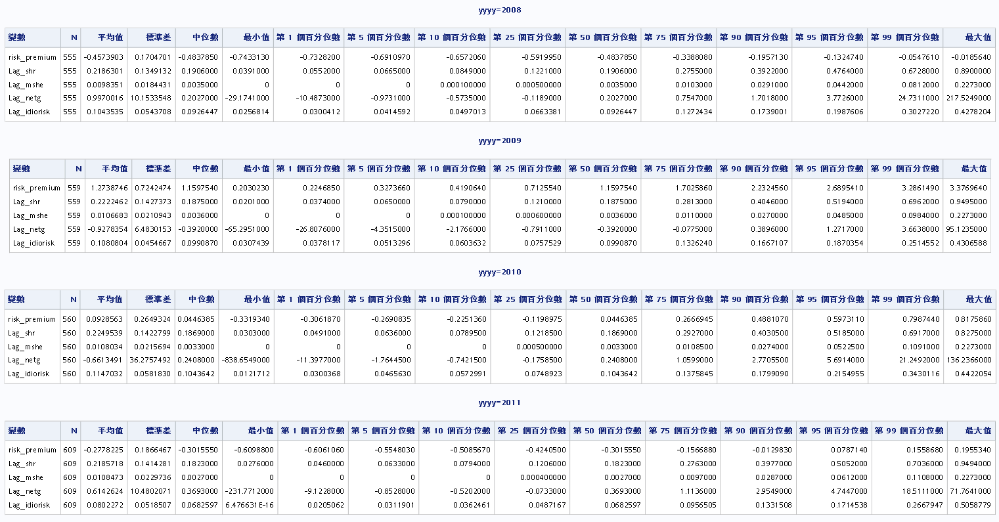 yyyy=2008
變數 N 平均值 標準差 中位數 最小值 第 1 個百分位數 第 5 個百分位數 第 10 個百分位數 第 25 個百分位數 第 50 個百分位數 第 75 個百分位數 第 90 個百分位數 第 95 個百分位數 第 99 個百分位數 最大值
risk_premium 555 -0.4573903 0.1704701 -0.4837850 -0.7433130 -0.7328200 -0.6910970 -0.6572060 -0.5919950 -0.4837850 -0.3388080 -0.1957130 -0.1324740 -0.0547610 -0.0185640
Lag_shr 555 0.2186301 0.1349132 0.1906000 0.0391000 0.0552000 0.0665000 0.0849000 0.1221000 0.1906000 0.2755000 0.3922000 0.4764000 0.6728000 0.8900000
Lag_mshe 555 0.0098351 0.0184431 0.0035000 0 0 0 0.000100000 0.000500000 0.0035000 0.0103000 0.0291000 0.0442000 0.0812000 0.2273000
Lag_netg 555 0.9970016 10.1533548 0.2027000 -29.1741000 -10.4873000 -0.9731000 -0.5735000 -0.1189000 0.2027000 0.7547000 1.7018000 3.7726000 24.7311000 217.5249000
Lag_idiorisk 555 0.1043535 0.0543708 0.0926447 0.0256814 0.0300412 0.0414592 0.0497013 0.0663381 0.0926447 0.1272434 0.1739001 0.1987606 0.3027220 0.4278204
yyyy=2009
變數 N 平均值 標準差 中位數 最小值 第 1 個百分位數 第 5 個百分位數 第 10 個百分位數 第 25 個百分位數 第 50 個百分位數 第 75 個百分位數 第 90 個百分位數 第 95 個百分位數 第 99 個百分位數 最大值
risk_premium 559 1.2738746 0.7242474 1.1597540 0.2030230 0.2246850 0.3273660 0.4190640 0.7125540 1.1597540 1.7025860 2.23324560 2.6895410 3.2861490 3.3769640
Lag_shr 559 0.2222462 0.1427373 0.1875000 0.0201000 0.0374000 0.0650000 0.0790000 0.1210000 0.1875000 0.2813000 0.4046000 0.5194000 0.6962000 0.9495000
Lag_mshe 559 0.0106683 0.0210943 0.0036000 0 0 0 0.000100000 0.000600000 0.0036000 0.0110000 0.0270000 0.0485000 0.0984000 0.2273000
Lag_netg 559 -0.9278354 6.4830153 -0.3920000 -65.2951000 -26.8076000 -4.3515000 -2.1766000 -0.7911000 -0.3920000 -0.0775000 0.3896000 1.2717000 3.6638000 95.1235000
Lag_idiorisk 559 0.1080804 0.0454667 0.0990870 0.0307439 0.0378117 0.0513296 0.0603632 0.0757529 0.0990870 0.1326240 0.1667107 0.1870354 0.2514552 0.4306588
yyyy=2010
變數 N 平均值 標準差 中位數 最小值 第 1 個百分位數 第 5 個百分位數 第 10 個百分位數 第 25 個百分位數 第 50 個百分位數 第 75 個百分位數 第 90 個百分位數 第 95 個百分位數 第 99 個百分位數 最大值
risk_premium 560 0.0928563 0.2649324 0.0446385 -0.3319340 -0.3061870 -0.2690835 -0.2251360 -0.1198975 0.0446385 0.2666945 0.4881070 0.5973110 0.7987440 0.8175860
Lag_shr 560 0.2249539 0.1422799 0.1869000 0.0303000 0.0491000 0.0636000 0.0789500 0.1218500 0.1869000 0.2927000 0.4030500 0.5185000 0.6917000 0.8275000
Lag_mshe 560 0.0108034 0.0215694 0.0033000 0 0 0 0 0.000500000 0.0033000 0.0108500 0.0274000 0.0522500 0.1091000 0.2273000
Lag_netg 560 -0.6613491 36.2757492 0.2408000 -838.6549000 -11.3977000 -1.7644500 -0.7421500 -0.1758500 0.2408000 1.0599000 2.7705500 5.6914000 21.2492000 136.2366000
Lag_idiorisk 560 0.1147032 0.0581830 0.1043642 0.0121712 0.0300368 0.0465630 0.0572991 0.0748923 0.1043642 0.1375845 0.1799090 0.2154955 0.3430116 0.4422054
yyyy=2011
變數 N 平均值 標準差 中位數 最小值 第 1 個百分位數 第 5 個百分位數 第 10 個百分位數 第 25 個百分位數 第 50 個百分位數 第 75 個百分位數 第 90 個百分位數 第 95 個百分位數 第 99 個百分位數 最大值
risk_premium 609 -0.2778225 0.1866467 -0.3015550 -0.6098800 -0.6061060 -0.5548030 -0.5085670 -0.4240500 -0.3015550 -0.1566880 -0.0129830 0.0787140 0.1558680 0.1955340
Lag_shr 609 0.2185718 0.1414281 0.1823000 0.0276000 0.0460000 0.0633000 0.0794000 0.1206000 0.1823000 0.2763000 0.3977000 0.5052000 0.7036000 0.9494000
Lag_mshe 609 0.0108473 0.0229736 0.0027000 0 0 0 0 0.000400000 0.0027000 0.0097000 0.0287000 0.0612000 0.1108000 0.2273000
Lag_netg 609 0.6142624 10.4802071 0.3693000 -231.7712000 -9.1228000 -0.8528000 -0.5202000 -0.0733000 0.3693000 1.1136000 2.9549000 4.7447000 18.5111000 71.7641000
Lag_idiorisk 609 0.0802272 0.0518507 0.0682597 6.476631E-16 0.0205062 0.0311901 0.0362461 0.0487167 0.0682597 0.0956505 0.1331508 0.1714538 0.2667947 0.5058779